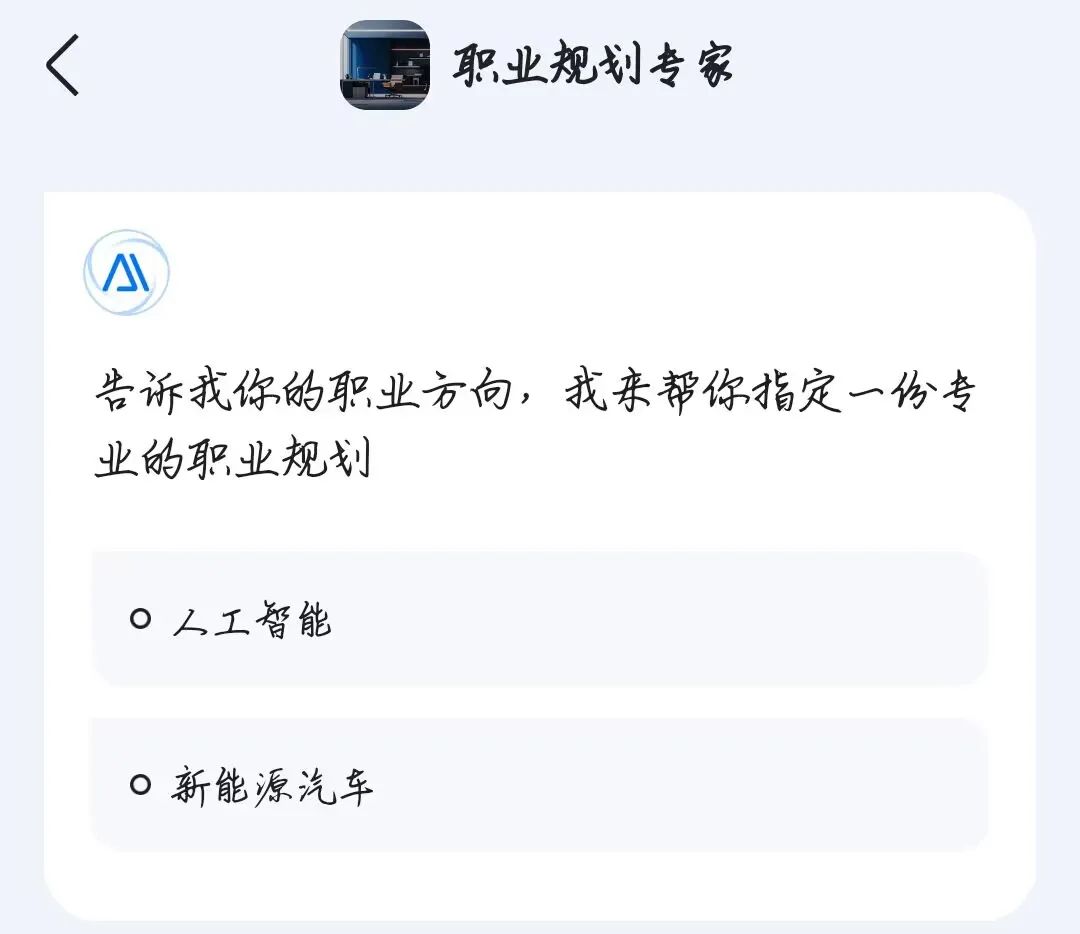 职业规划专家
告诉我你的职业方向，我来帮你指定一份专
业的职业规划
人工智能
新能源汽车